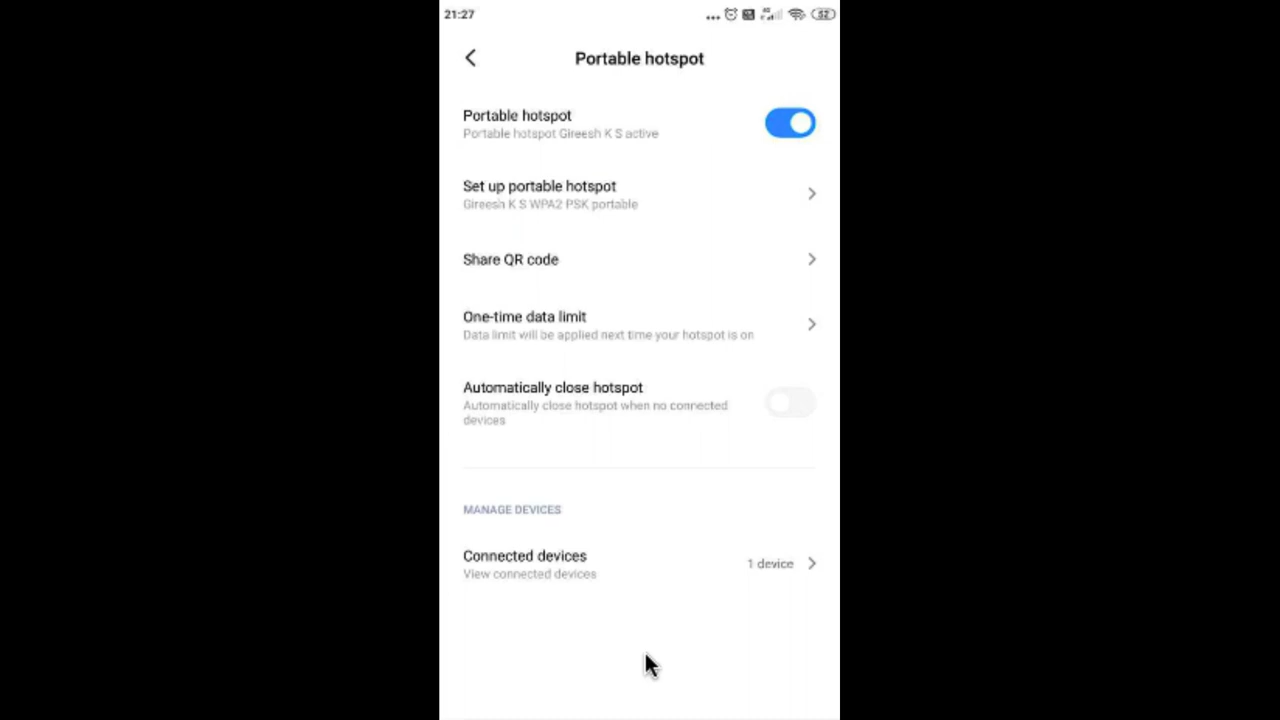 21:27
52
Portable hotspot
Portable hotspot
Portable hotspot Gireesh K S active
Set up portable hotspot
Gireesh K S WPA2 PSK portable
Share QR code
One-time data limit
Data limit will be applied next time your hotspot is on
Automatically close hotspot
Automatically close hotspot when no connected
devices
MANAGE DEVICES
Connected devices
1 device
View connected devices